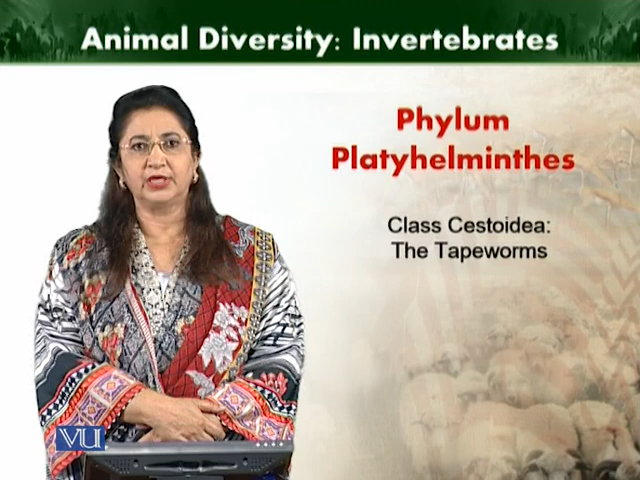 Animal Diversity: Invertebrates
Phylum
Platyhelminthes
Class Cestoidea:
The Tapeworms
VU